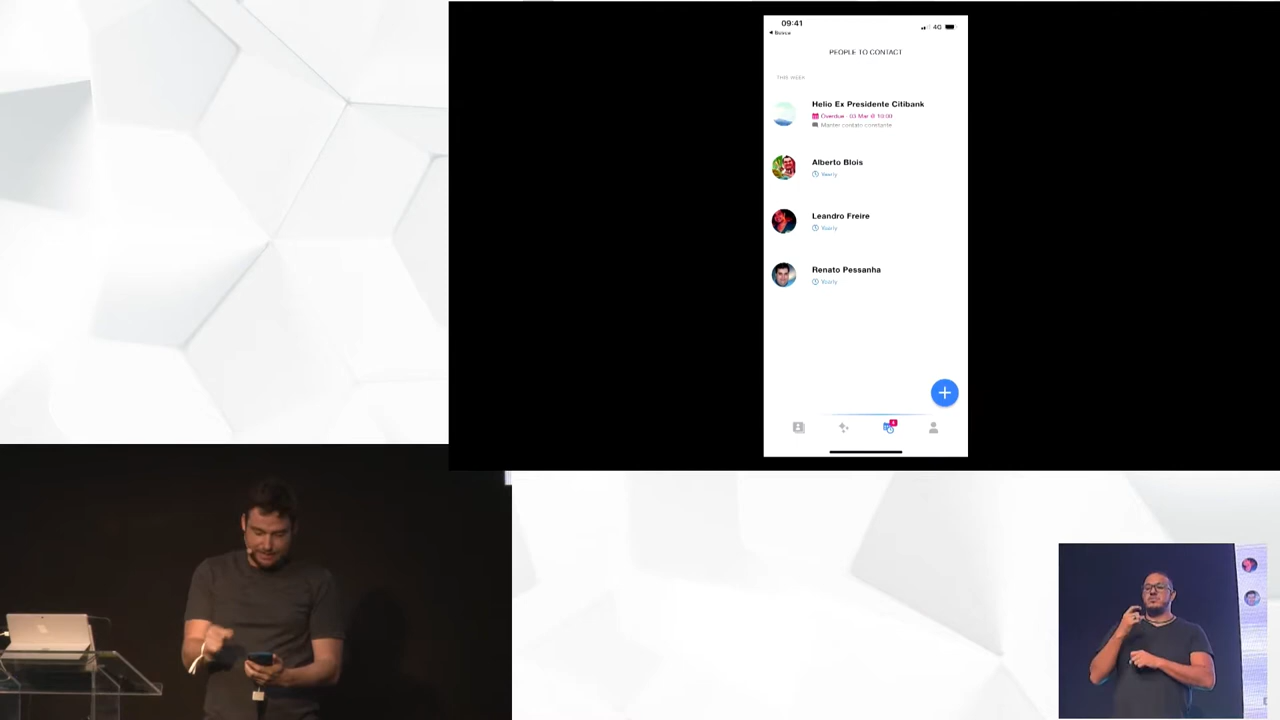 09:41
4G
PEOPLE TO CONTACT
THIS WEEK
Helio Ex Presidente Citibank
Overdue · 03 Mar @ 10:00
Manter contato constante
Alberto Blois
Yearly
Leandro Freire
Yearly
Renato Pessanha
Yearly